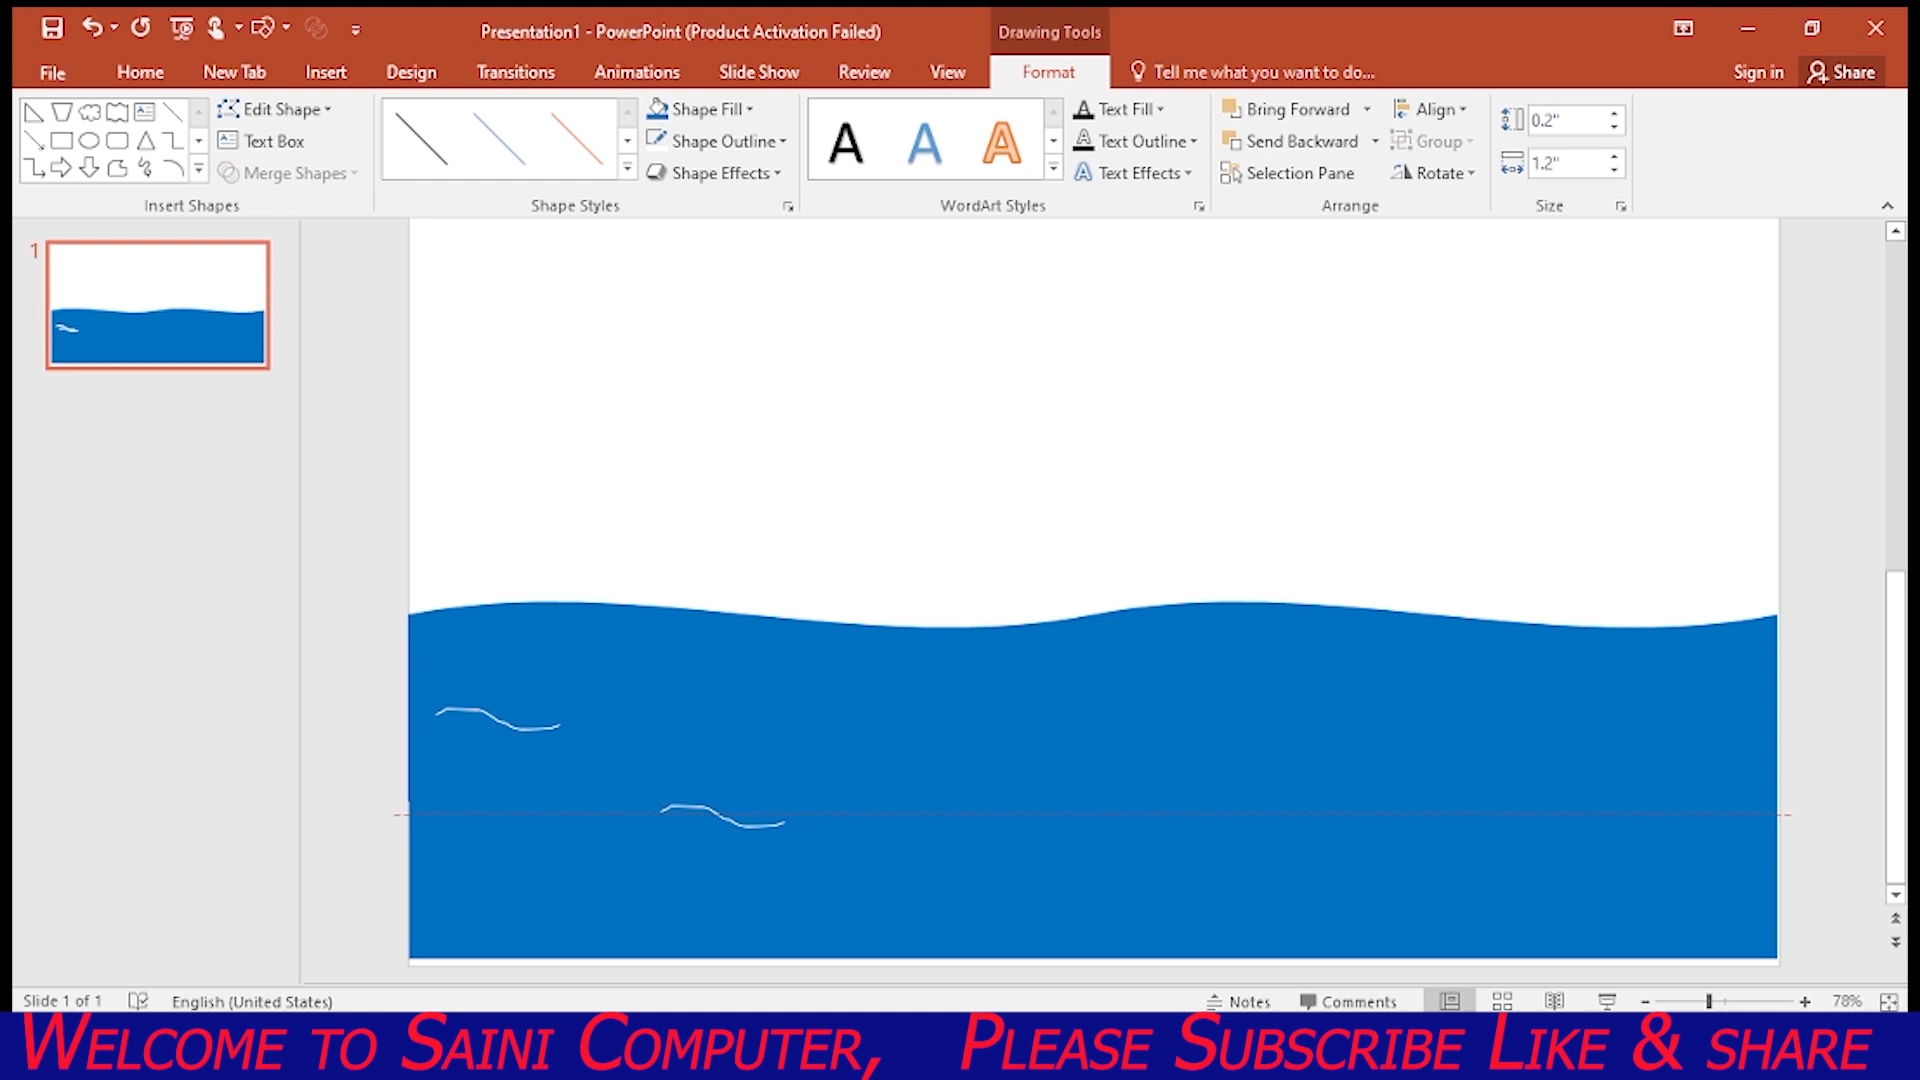 Presentation1 - PowerPoint (Product Activation Failed)
Drawing Tools
File Home New Tab Insert Design Transitions Animations Slide Show Review View Format Tell me what you want to do... Sign in Share
Edit Shape
Text Box
Merge Shapes
Insert Shapes
Shape Fill
Shape Outline
Shape Effects
Shape Styles
A A A
Text Fill
Text Outline
Text Effects
WordArt Styles
Bring Forward
Send Backward
Selection Pane
Align
Group
Rotate
Arrange
0.2"
1.2"
Size
1
Slide 1 of 1 English (United States) Notes Comments 78%
WELCOME TO SAINI COMPUTER, PLEASE SUBSCRIBE LIKE & SHARE